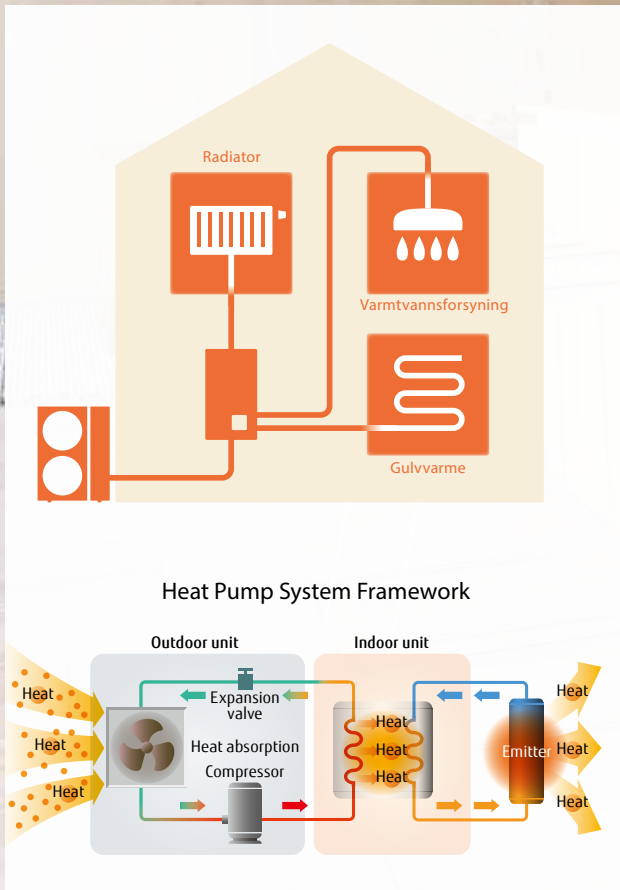 Radiator
Varmtvannsforsyning
Gulvvarme
Heat Pump System Framework
Outdoor unit
Indoor unit
Heat
Heat
Heat
Expansion
valve
Heat absorption
Compressor
Heat
Heat
Heat
Emitter
Heat
Heat
Heat